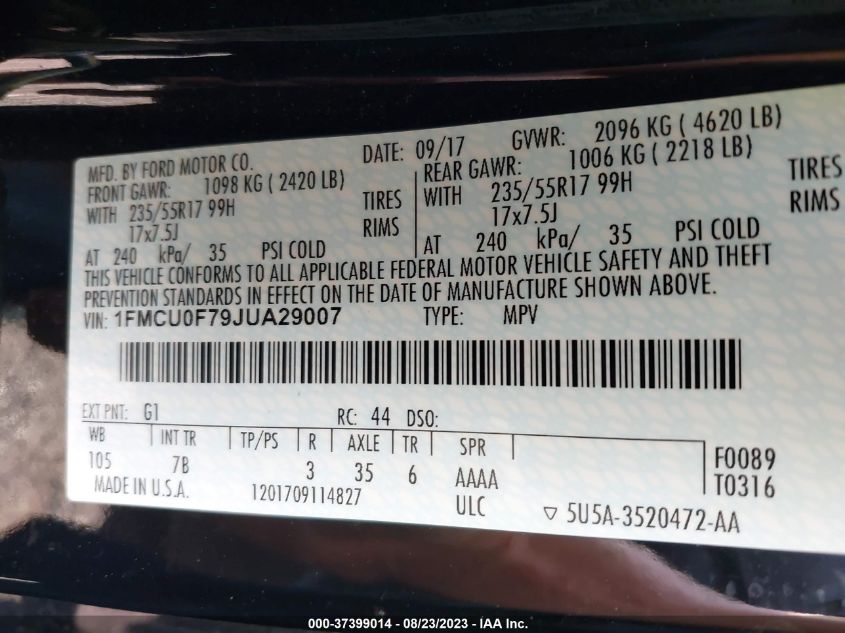 MFD. BY FORD MOTOR CO. DATE: 09/17 GVWR: 2096 KG ( 4620 LB)
FRONT GAWR: 1098 KG ( 2420 LB) REAR GAWR: 1006 KG ( 2218 LB)
WITH 235/55R17 99H TIRES WITH 235/55R17 99H TIRES
17x7.5J RIMS 17x7.5J RIMS
AT 240 kPa/ 35 PSI COLD AT 240 kPa/ 35 PSI COLD
THIS VEHICLE CONFORMS TO ALL APPLICABLE FEDERAL MOTOR VEHICLE SAFETY AND THEFT
PREVENTION STANDARDS IN EFFECT ON THE DATE OF MANUFACTURE SHOWN ABOVE.
VIN: 1FMCU0F79JUA29007 TYPE: MPV
EXT PNT: G1 RC: 44 DSO:
WB INT TR TP/PS R AXLE TR SPR
105 7B 3 35 6 AAAA F0089
MADE IN U.S.A. 1201709114827 ULC T0316
▽ 5U5A-3520472-AA
000-37399014 - 08/23/2023 - IAA Inc.